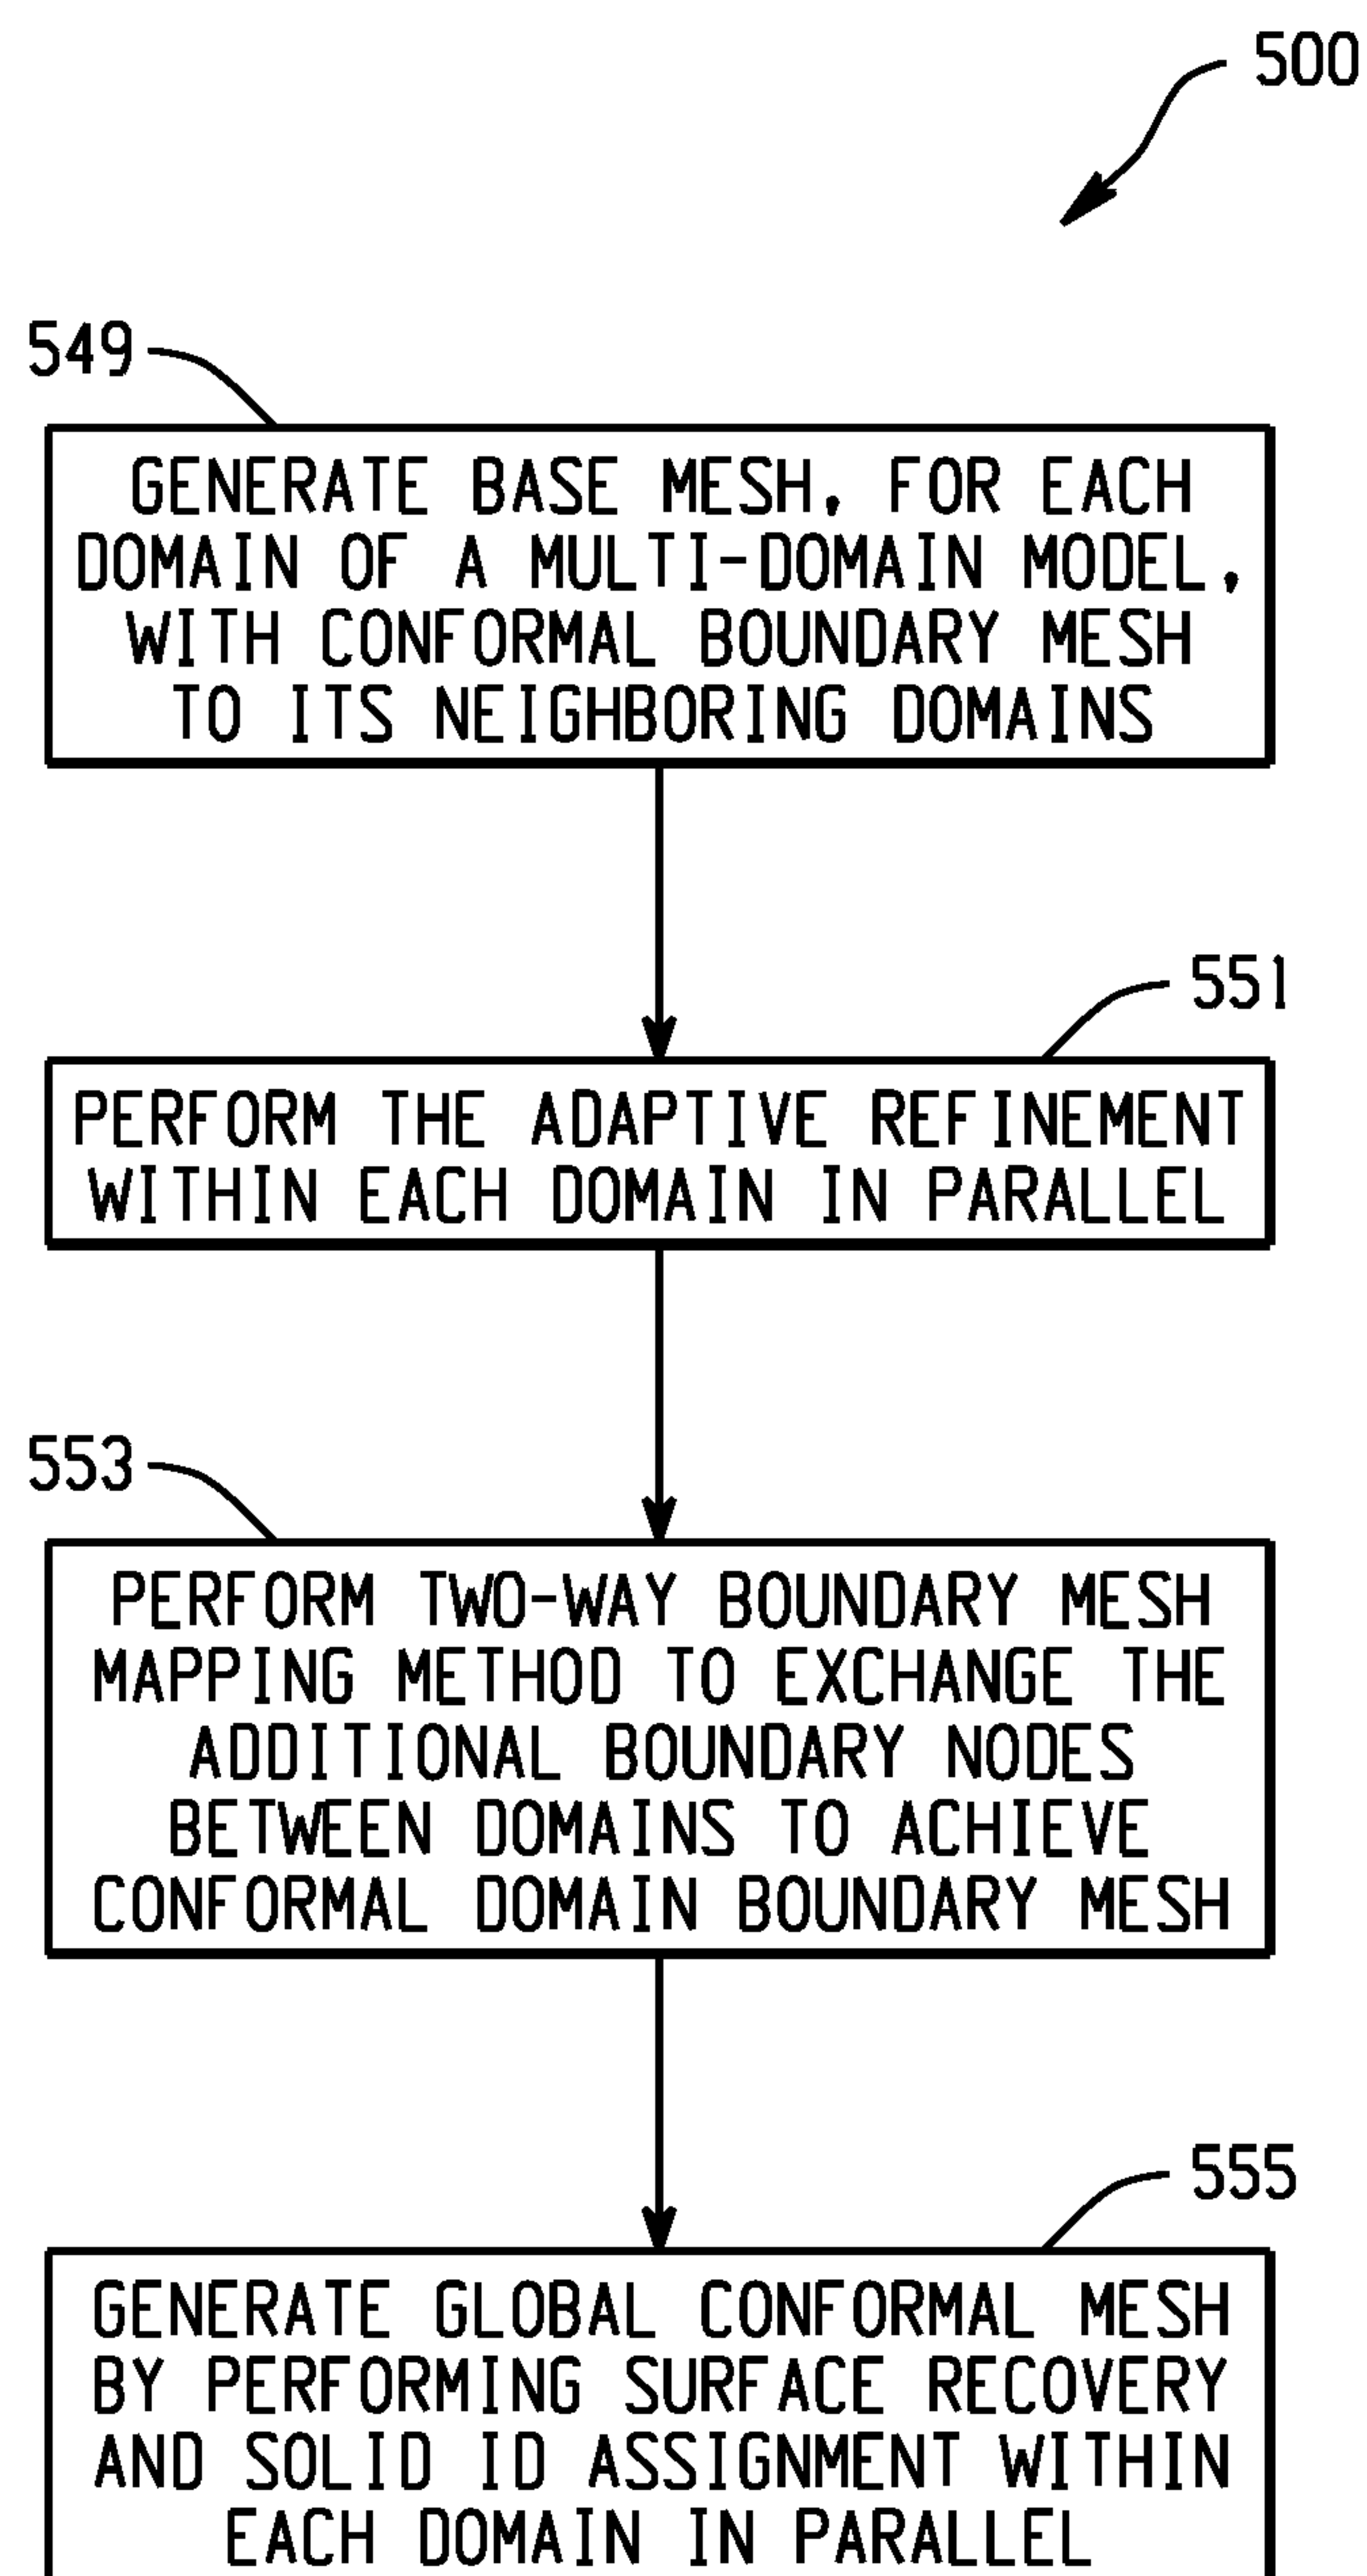 500
549
GENERATE BASE MESH, FOR EACH
DOMAIN OF A MULTI-DOMAIN MODEL,
WITH CONFORMAL BOUNDARY MESH
TO ITS NEIGHBORING DOMAINS
551
PERFORM THE ADAPTIVE REFINEMENT
WITHIN EACH DOMAIN IN PARALLEL
553
PERFORM TWO-WAY BOUNDARY MESH
MAPPING METHOD TO EXCHANGE THE
ADDITIONAL BOUNDARY NODES
BETWEEN DOMAINS TO ACHIEVE
CONFORMAL DOMAIN BOUNDARY MESH
555
GENERATE GLOBAL CONFORMAL MESH
BY PERFORMING SURFACE RECOVERY
AND SOLID ID ASSIGNMENT WITHIN
EACH DOMAIN IN PARALLEL